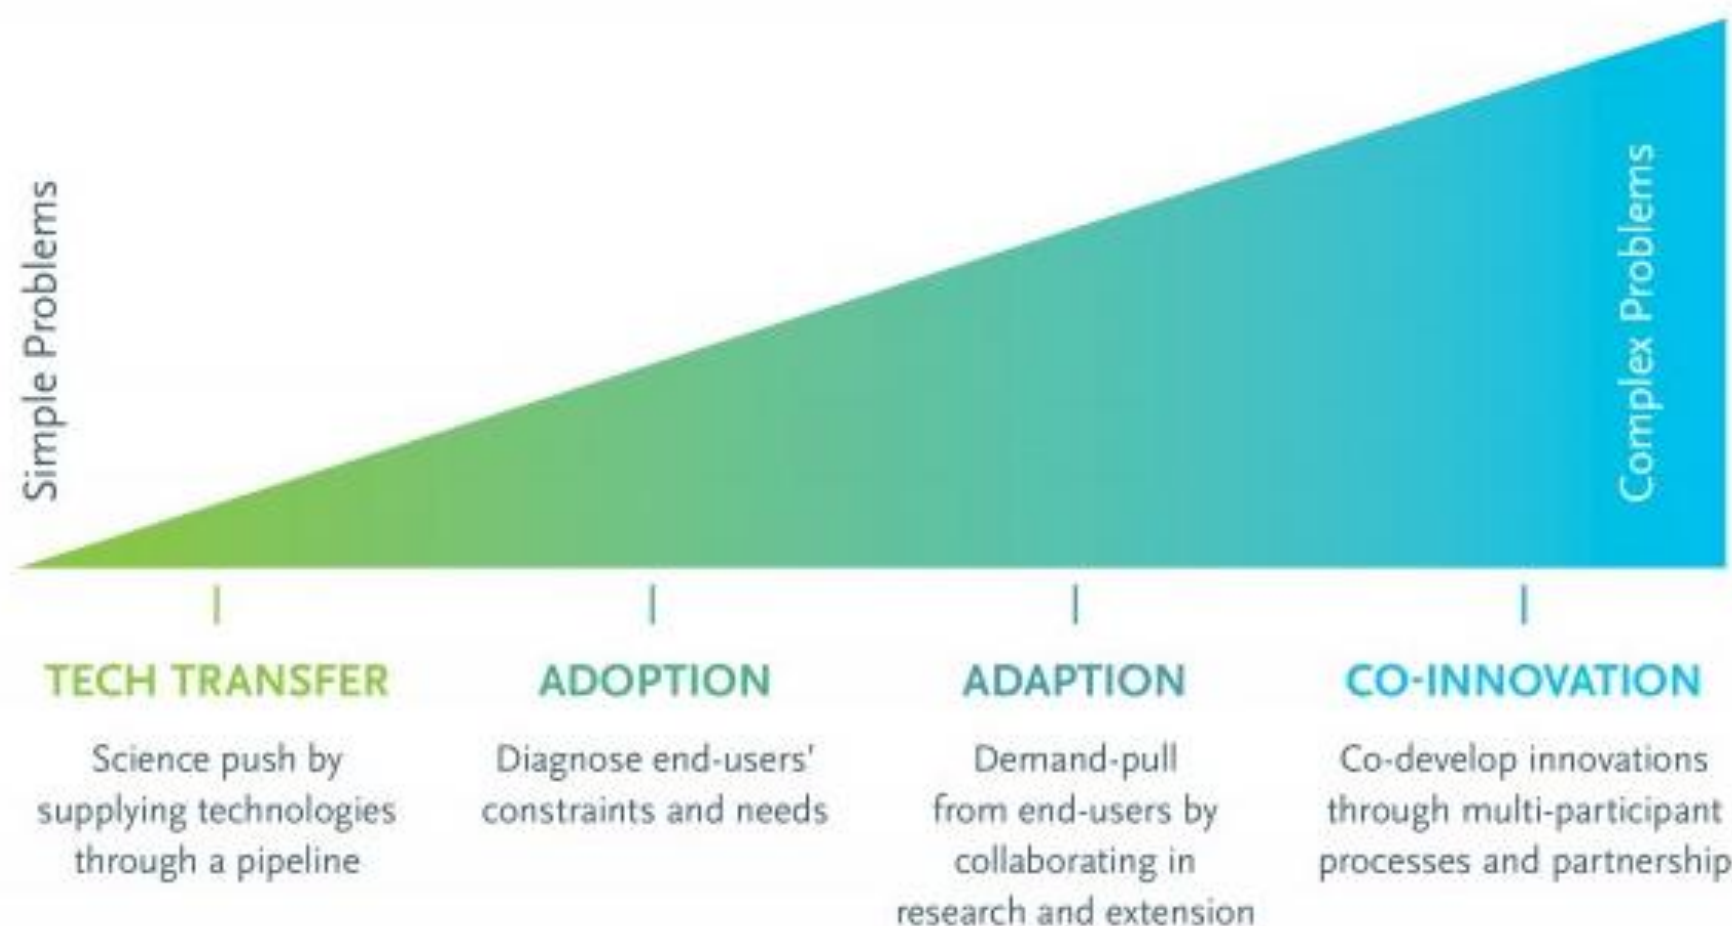 Simple Problems
Complex Problems
TECH TRANSFER
Science push by
supplying technologies
through a pipeline
ADOPTION
Diagnose end-users'
constraints and needs
ADAPTION
Demand-pull
from end-users by
collaborating in
research and extension
CO-INNOVATION
Co-develop innovations
through multi-participant
processes and partnership